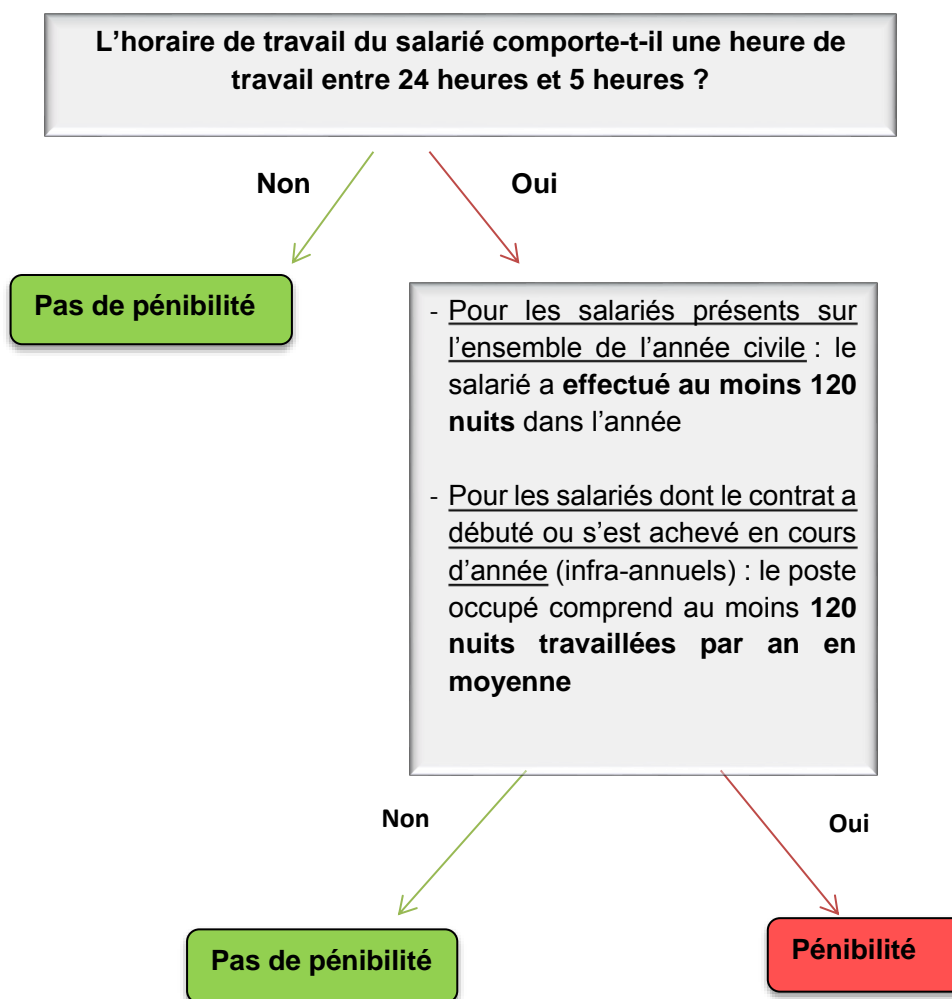 L’horaire de travail du salarié comporte-t-il une heure de
travail entre 24 heures et 5 heures ?
Non
Oui
Pas de pénibilité
- Pour les salariés présents sur
l’ensemble de l’année civile : le
salarié a effectué au moins 120
nuits dans l’année
- Pour les salariés dont le contrat a
débuté ou s’est achevé en cours
d’année (infra-annuels) : le poste
occupé comprend au moins 120
nuits travaillées par an en
moyenne
Non
Oui
Pas de pénibilité
Pénibilité